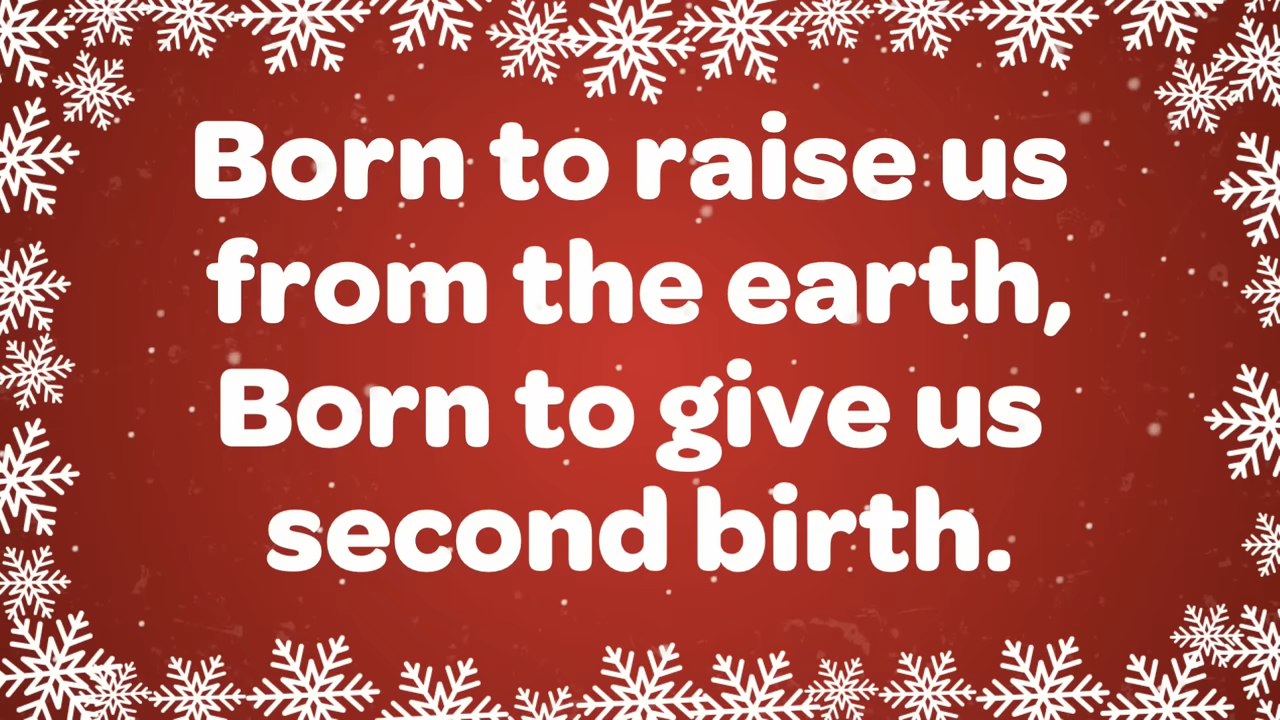 Born to raise us
from the earth,
Born to give us
second birth.